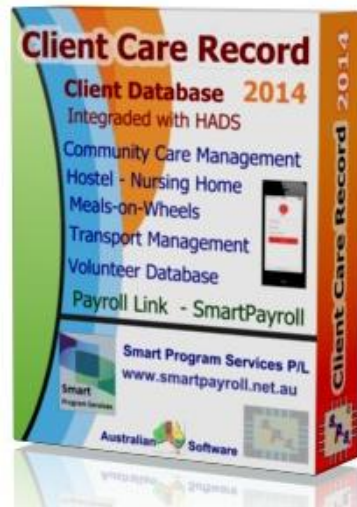 Client Care Record
Client Database 2014
Integraded with HADS
Community Care Management
Hostel - Nursing Home
Meals-on-Wheels
Transport Management
Volunteer Database
Payroll Link - SmartPayroll
Smart Program Services P/L
www.smartpayroll.net.au
Smart
Program Services
Australian Software
Client Care Record 2014